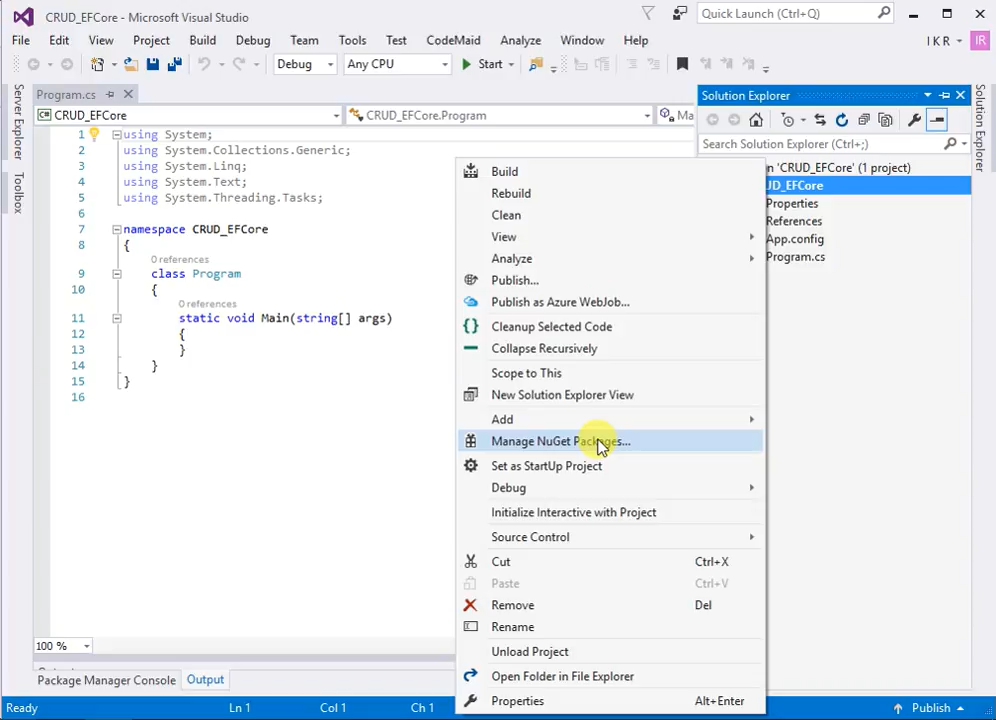 CRUD_EFCore - Microsoft Visual Studio
Quick Launch (Ctrl+Q)
File Edit View Project Build Debug Team Tools Test CodeMaid Analyze Window Help
I K R IR
Debug Any CPU Start
Server Explorer
Toolbox
Program.cs
C# CRUD_EFCore
CRUD_EFCore.Program
Ma
1 using System;
2 using System.Collections.Generic;
3 using System.Linq;
4 using System.Text;
5 using System.Threading.Tasks;
6
7 namespace CRUD_EFCore
8 {
0 references
9 class Program
10 {
0 references
11 static void Main(string[] args)
12 {
13 }
14 }
15 }
16
100 %
Build
Rebuild
Clean
View
Analyze
Publish...
Publish as Azure WebJob...
Cleanup Selected Code
Collapse Recursively
Scope to This
New Solution Explorer View
Add
Manage NuGet Packages...
Set as StartUp Project
Debug
Initialize Interactive with Project
Source Control
Cut Ctrl+X
Paste Ctrl+V
Remove Del
Rename
Unload Project
Open Folder in File Explorer
Properties Alt+Enter
Solution Explorer
Search Solution Explorer (Ctrl+;)
n 'CRUD_EFCore' (1 project)
UD_EFCore
Properties
References
App.config
Program.cs
Solution Explorer
Package Manager Console Output
Ready Ln 1 Col 1 Ch 1 Publish